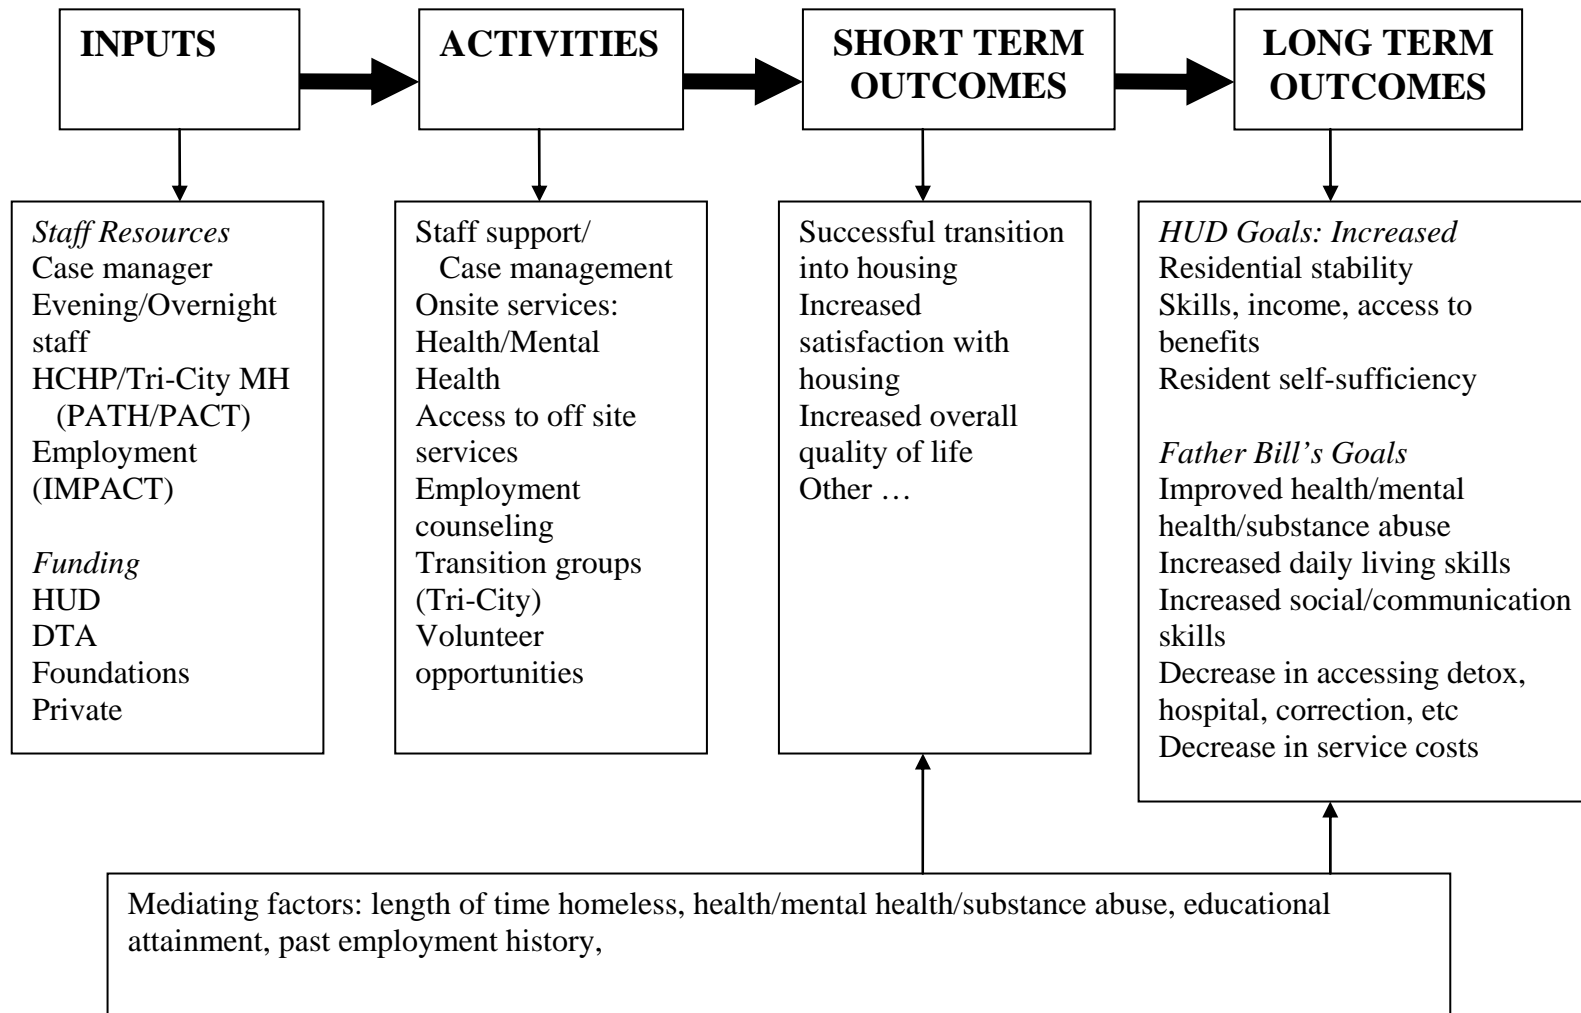 INPUTS
ACTIVITIES
SHORT TERM
OUTCOMES
LONG TERM
OUTCOMES
Staff Resources
Case manager
Evening/Overnight
staff
HCHP/Tri-City MH
(PATH/PACT)
Employment
(IMPACT)
Funding
HUD
DTA
Foundations
Private
Staff support/
Case management
Onsite services:
Health/Mental
Health
Access to off site
services
Employment
counseling
Transition groups
(Tri-City)
Volunteer
opportunities
Successful transition
into housing
Increased
satisfaction with
housing
Increased overall
quality of life
Other …
HUD Goals: Increased
Residential stability
Skills, income, access to
benefits
Resident self-sufficiency
Father Bill’s Goals
Improved health/mental
health/substance abuse
Increased daily living skills
Increased social/communication
skills
Decrease in accessing detox,
hospital, correction, etc
Decrease in service costs
Mediating factors: length of time homeless, health/mental health/substance abuse, educational
attainment, past employment history,